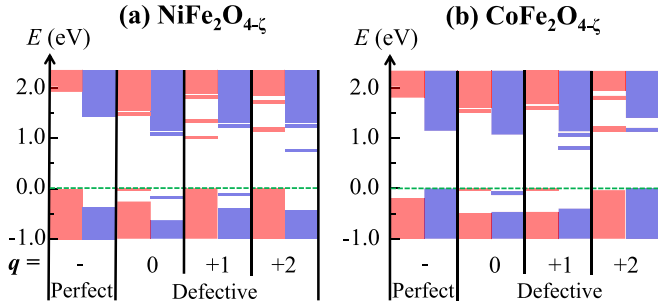 (a) NiFe₂O₄₋ζ
(b) CoFe₂O₄₋ζ
E (eV)
E (eV)
2.0
1.0
0.0
-1.0
2.0
1.0
0.0
-1.0
q = - 0 +1 +2
- 0 +1 +2
Perfect Defective
Perfect Defective